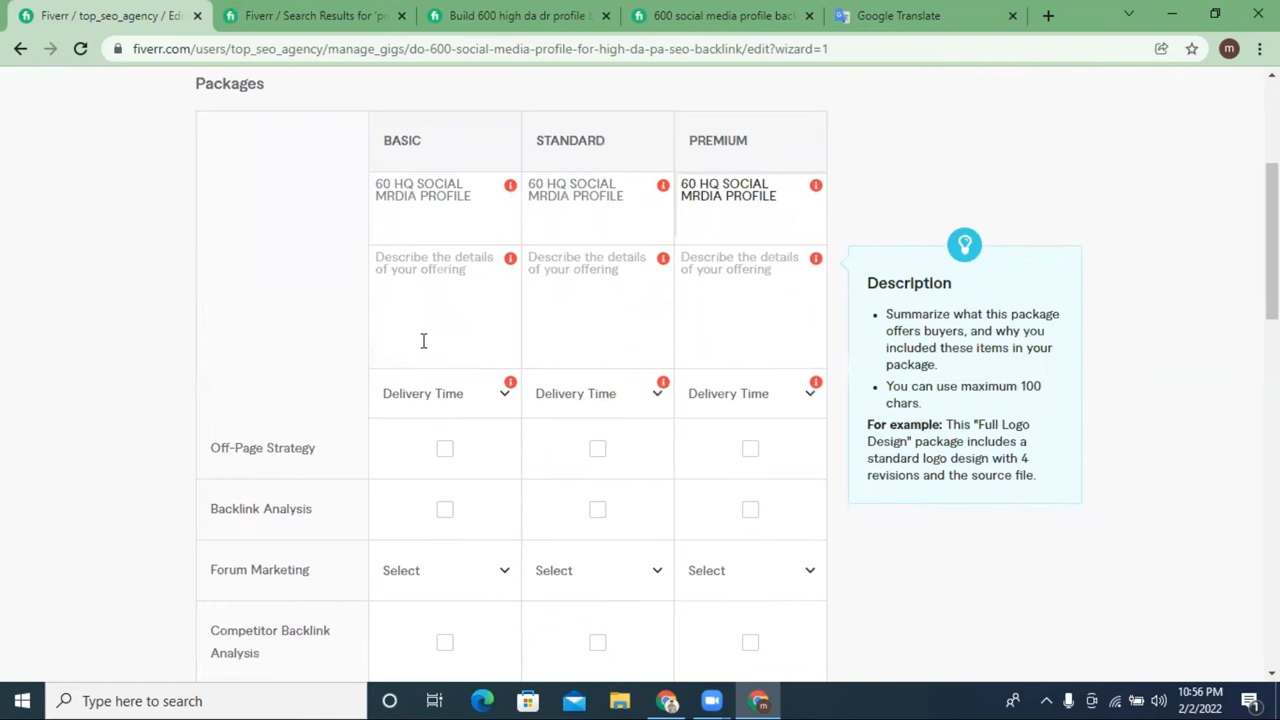 Fiverr / top_seo_agency / Edi
Fiverr / Search Results for 'pr
Build 600 high da dr profile b
600 social media profile back
Google Translate
fiverr.com/users/top_seo_agency/manage_gigs/do-600-social-media-profile-for-high-da-pa-seo-backlink/edit?wizard=1
m
Packages
BASIC
STANDARD
PREMIUM
60 HQ SOCIAL
MRDIA PROFILE
60 HQ SOCIAL
MRDIA PROFILE
60 HQ SOCIAL
MRDIA PROFILE
Describe the details
of your offering
Describe the details
of your offering
Describe the details
of your offering
Delivery Time
Delivery Time
Delivery Time
Off-Page Strategy
Backlink Analysis
Forum Marketing
Select
Select
Select
Competitor Backlink
Analysis
Description
• Summarize what this package
offers buyers, and why you
included these items in your
package.
• You can use maximum 100
chars.
For example: This "Full Logo
Design" package includes a
standard logo design with 4
revisions and the source file.
Type here to search
10:56 PM
2/2/2022